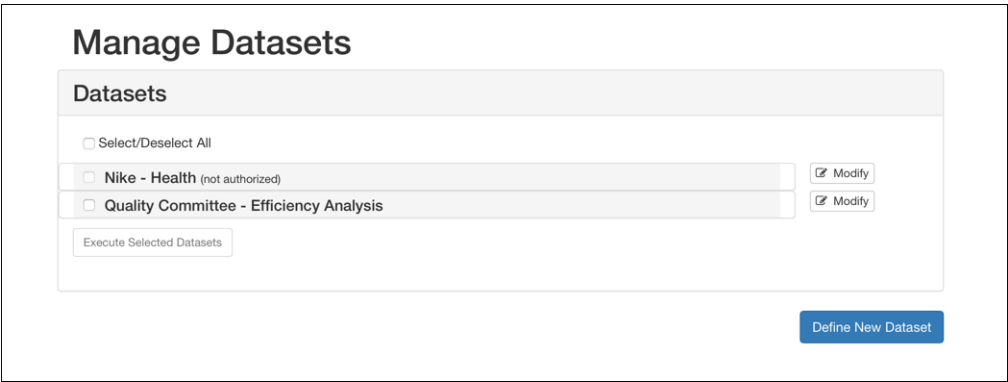 Manage Datasets
Datasets
Select/Deselect All
Nike - Health (not authorized)
Modify
Quality Committee - Efficiency Analysis
Modify
Execute Selected Datasets
Define New Dataset